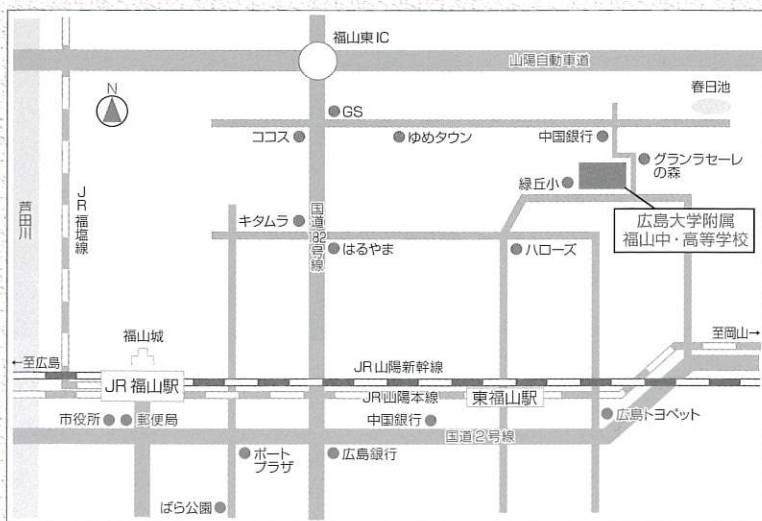 福山東IC
山陽自動車道
N
春日池
GS
ココス
ゆめタウン
中国銀行
グランラセーレ
の森
緑丘小
JR福塩線
芦田川
キタムラ
国道182号線
はるやま
ハローズ
広島大学附属
福山中・高等学校
福山城
←至広島
至岡山→
JR山陽新幹線
JR福山駅
JR山陽本線
東福山駅
市役所
郵便局
中国銀行
広島トヨペット
国道2号線
ポート
プラザ
広島銀行
ばら公園